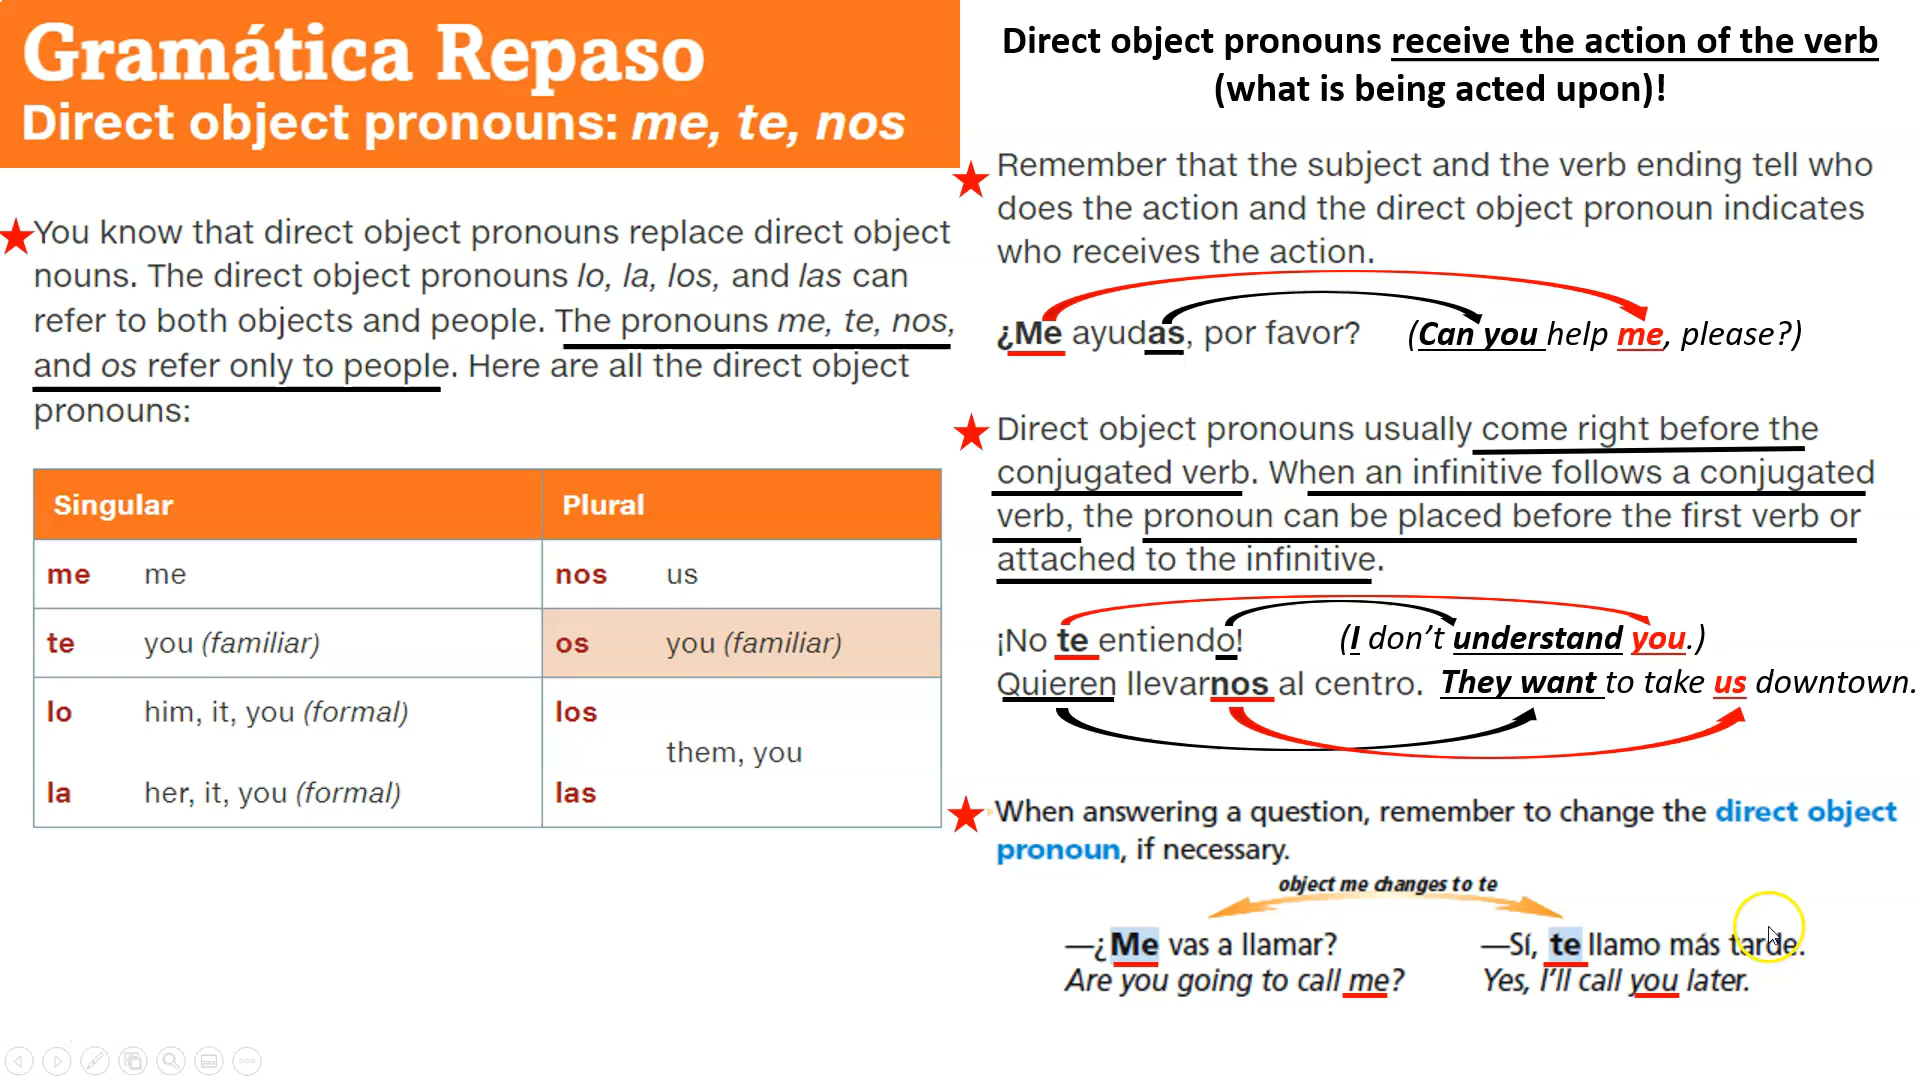 Gramática Repaso
Direct object pronouns: me, te, nos
You know that direct object pronouns replace direct object
nouns. The direct object pronouns lo, la, los, and las can
refer to both objects and people. The pronouns me, te, nos,
and os refer only to people. Here are all the direct object
pronouns:
Singular Plural
me me nos us
te you (familiar) os you (familiar)
lo him, it, you (formal) los
them, you
la her, it, you (formal) las
Direct object pronouns receive the action of the verb
(what is being acted upon)!
Remember that the subject and the verb ending tell who
does the action and the direct object pronoun indicates
who receives the action.
¿Me ayudas, por favor? (Can you help me, please?)
Direct object pronouns usually come right before the
conjugated verb. When an infinitive follows a conjugated
verb, the pronoun can be placed before the first verb or
attached to the infinitive.
¡No te entiendo! (I don't understand you.)
Quieren llevarnos al centro. They want to take us downtown.
When answering a question, remember to change the direct object
pronoun, if necessary.
object me changes to te
—¿Me vas a llamar? —Sí, te llamo más tarde.
Are you going to call me? Yes, I'll call you later.